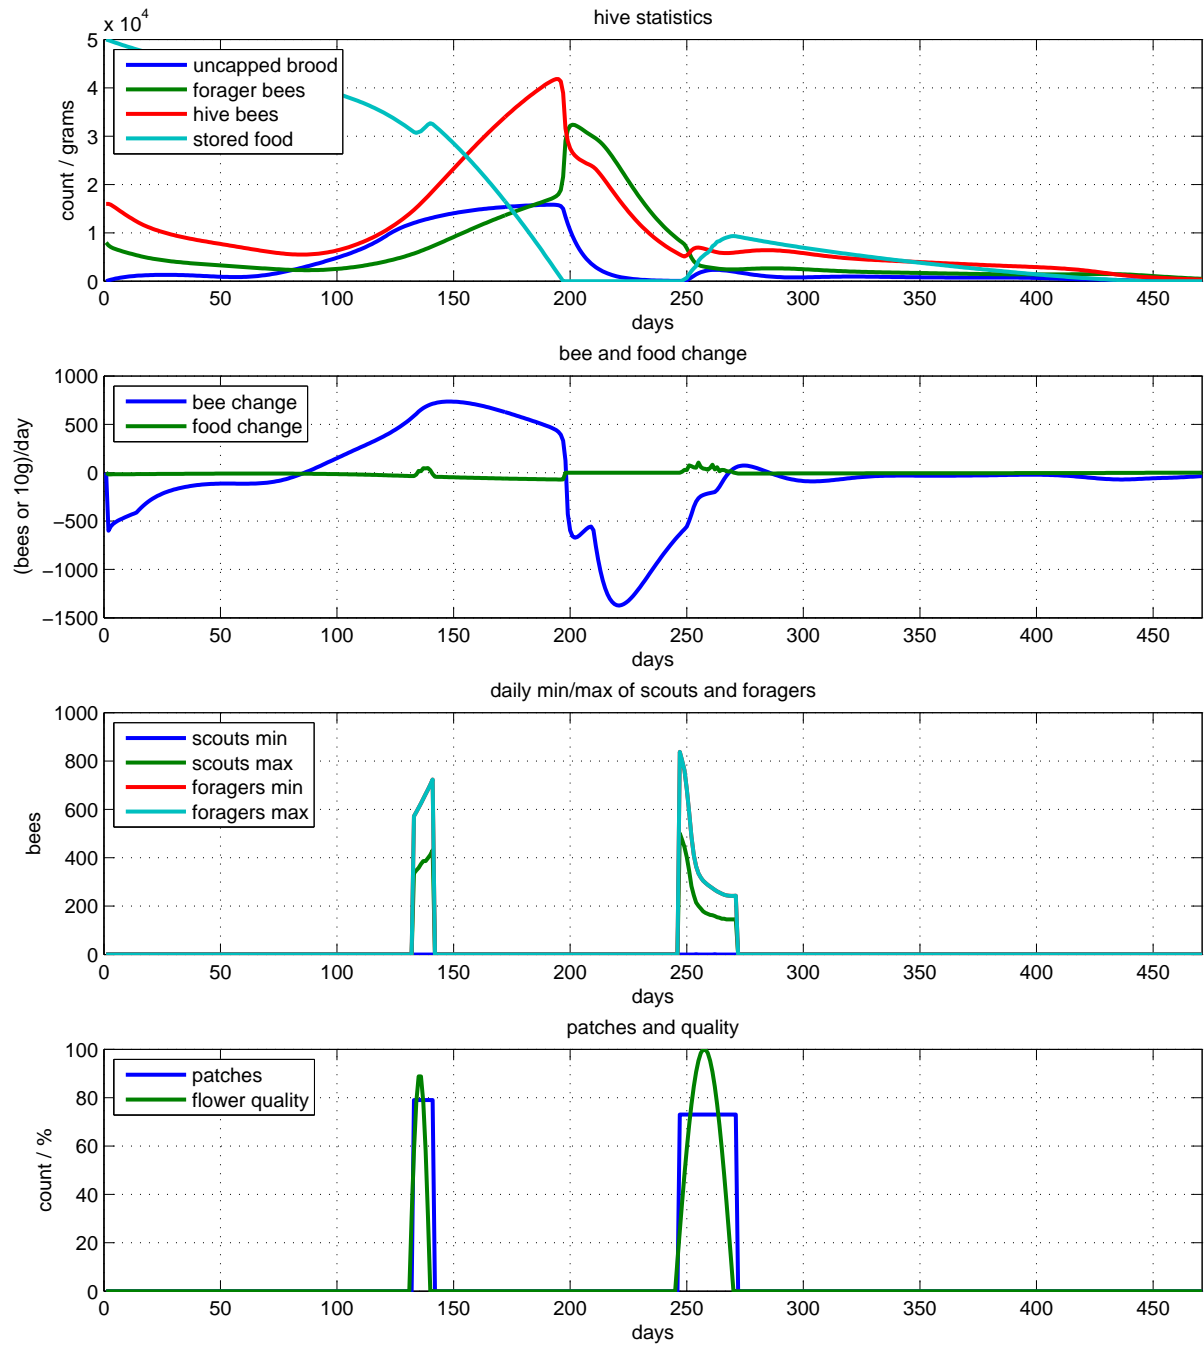 hive statistics
x 10^4
5
4
3
2
1
0
count / grams
uncapped brood
forager bees
hive bees
stored food
0 50 100 150 200 250 300 350 400 450
days
bee and food change
1000
500
0
−500
−1000
−1500
(bees or 10g)/day
bee change
food change
0 50 100 150 200 250 300 350 400 450
days
daily min/max of scouts and foragers
1000
800
600
400
200
0
bees
scouts min
scouts max
foragers min
foragers max
0 50 100 150 200 250 300 350 400 450
days
patches and quality
100
80
60
40
20
0
count / %
patches
flower quality
0 50 100 150 200 250 300 350 400 450
days